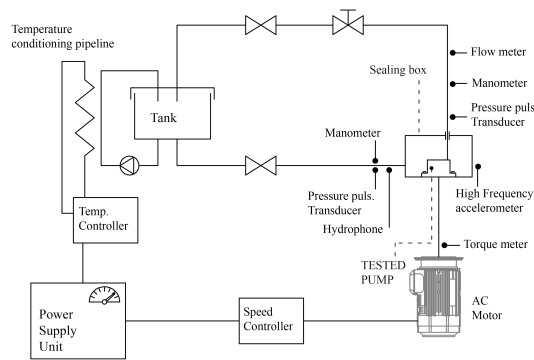 Temperature
conditioning pipeline
Flow meter
Sealing box
Manometer
Pressure puls.
Transducer
Tank
Manometer
Pressure puls.
Transducer
Hydrophone
High Frequency
accelerometer
Temp.
Controller
Torque meter
TESTED
PUMP
AC
Motor
Power
Supply
Unit
Speed
Controller